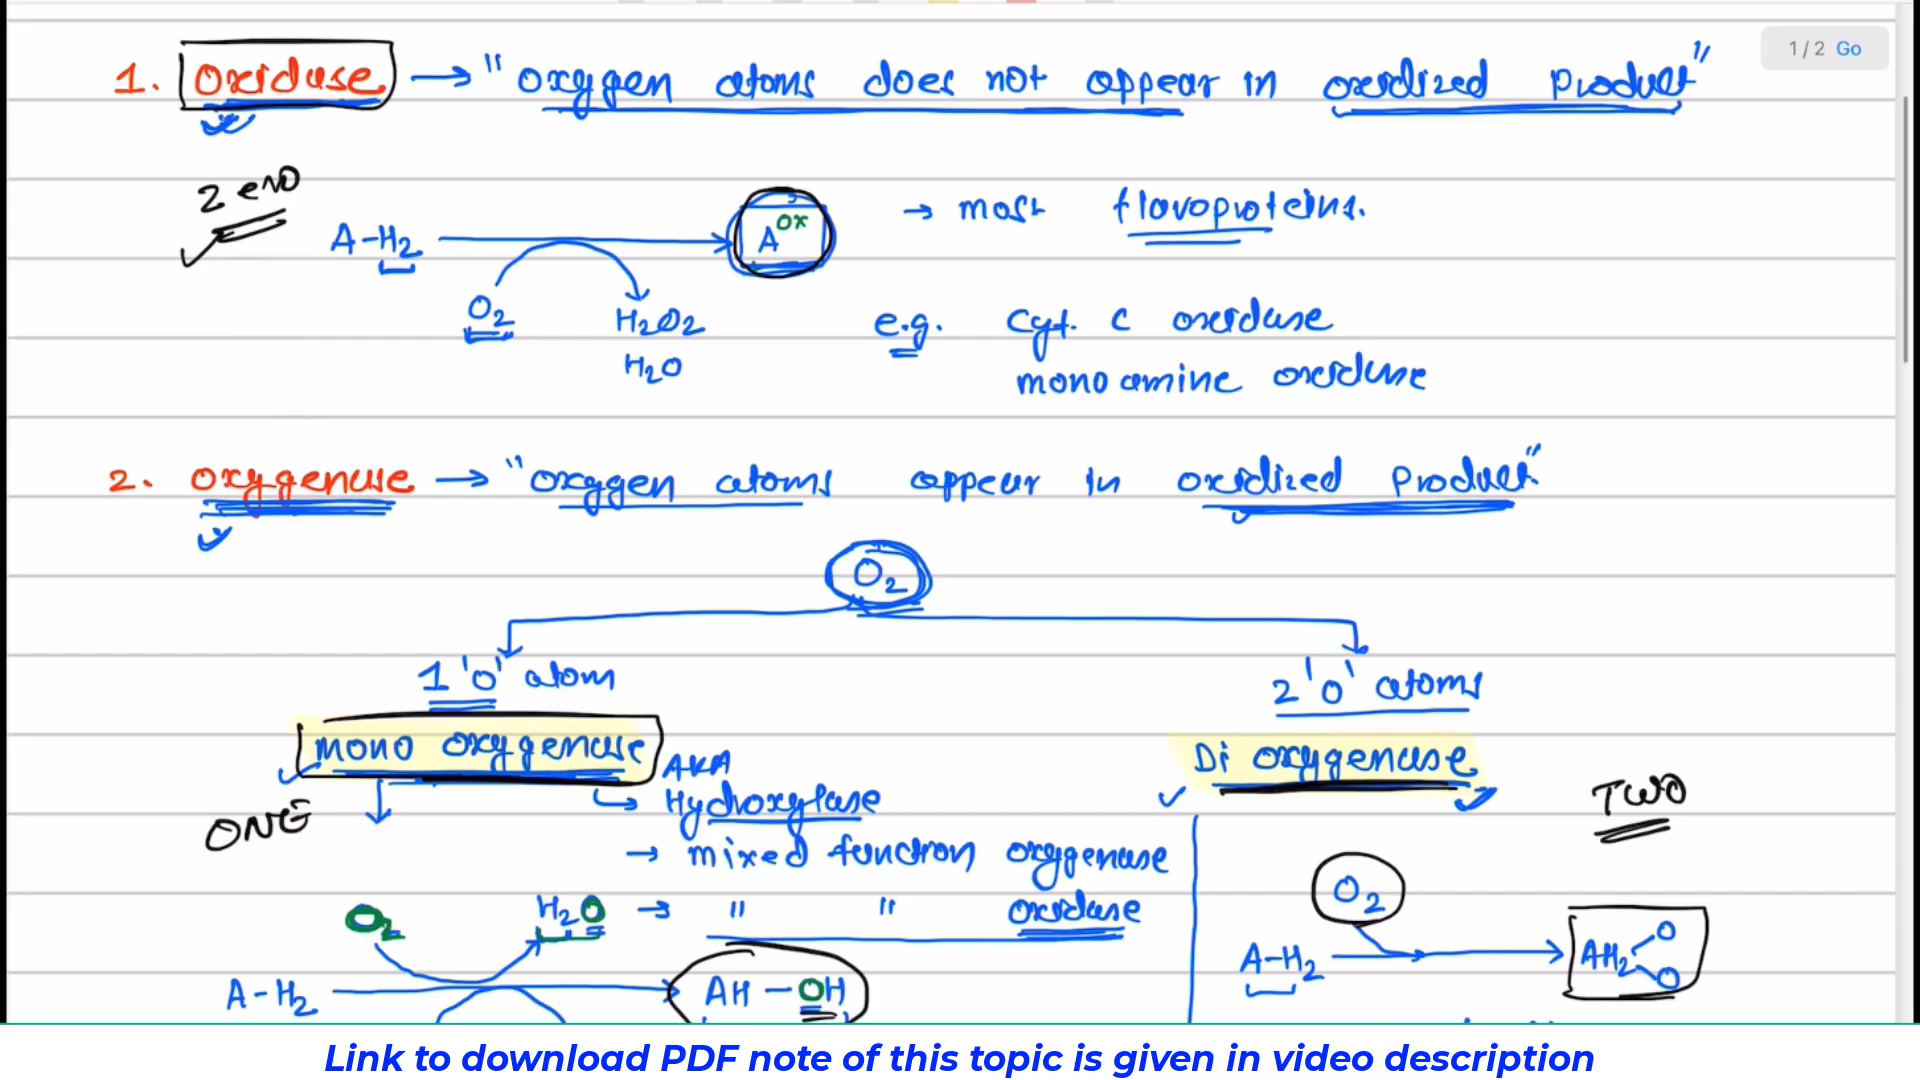 1. Oxidase → "oxygen atoms does not appear in oxidized product"
1 / 2 Go
2 eno
A-H2
Aox
→ most flavoproteins.
O2
H2O2
H2O
e.g. Cyt. c oxidase
mono amine oxidase
2. oxygenase → "oxygen atoms appear in oxidized product"
O2
1 'O' atom
2 'O' atoms
mono oxygenase
Di oxygenase
AKA
ONE
→ Hydroxylase
TWO
→ mixed function oxygenase
O2
O2
H2O
→ " " oxidase
A-H2
AH2 O O
A-H2
AH - OH
Link to download PDF note of this topic is given in video description